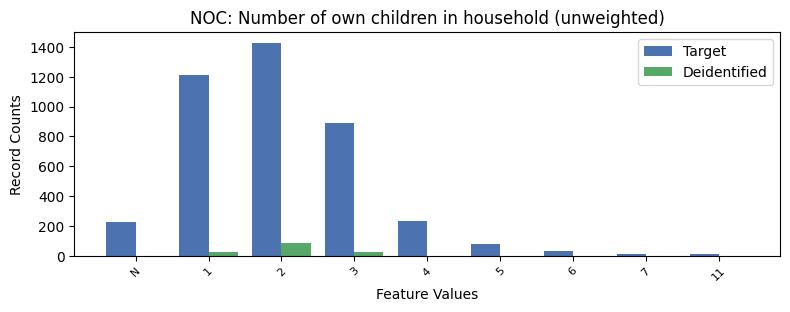 NOC: Number of own children in household (unweighted)
Target
Deidentified
Record Counts
1400
1200
1000
800
600
400
200
0
N 1 2 3 4 5 6 7 11
Feature Values